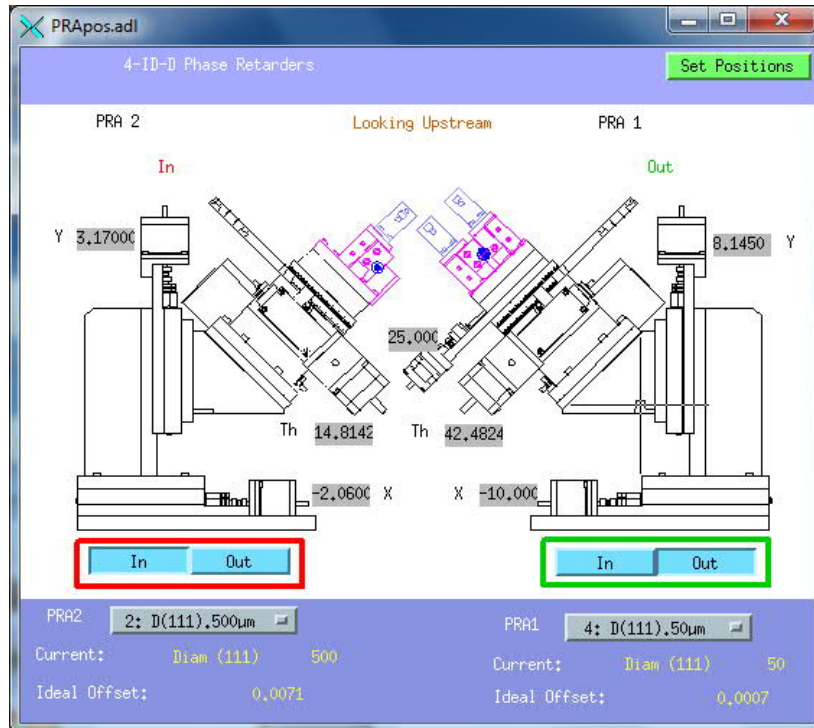 PRApos.adl
4-ID-D Phase Retarders
Set Positions
PRA 2 Looking Upstream PRA 1
In Out
Y 3.17000 8.1450 Y
25.000
Th 14.8142 Th 42.4824
-2.0600 X X -10.000
In Out In Out
PRA2 2: D(111).500µm PRA1 4: D(111).50µm
Current: Diam (111) 500 Current: Diam (111) 50
Ideal Offset: 0.0071 Ideal Offset: 0.0007